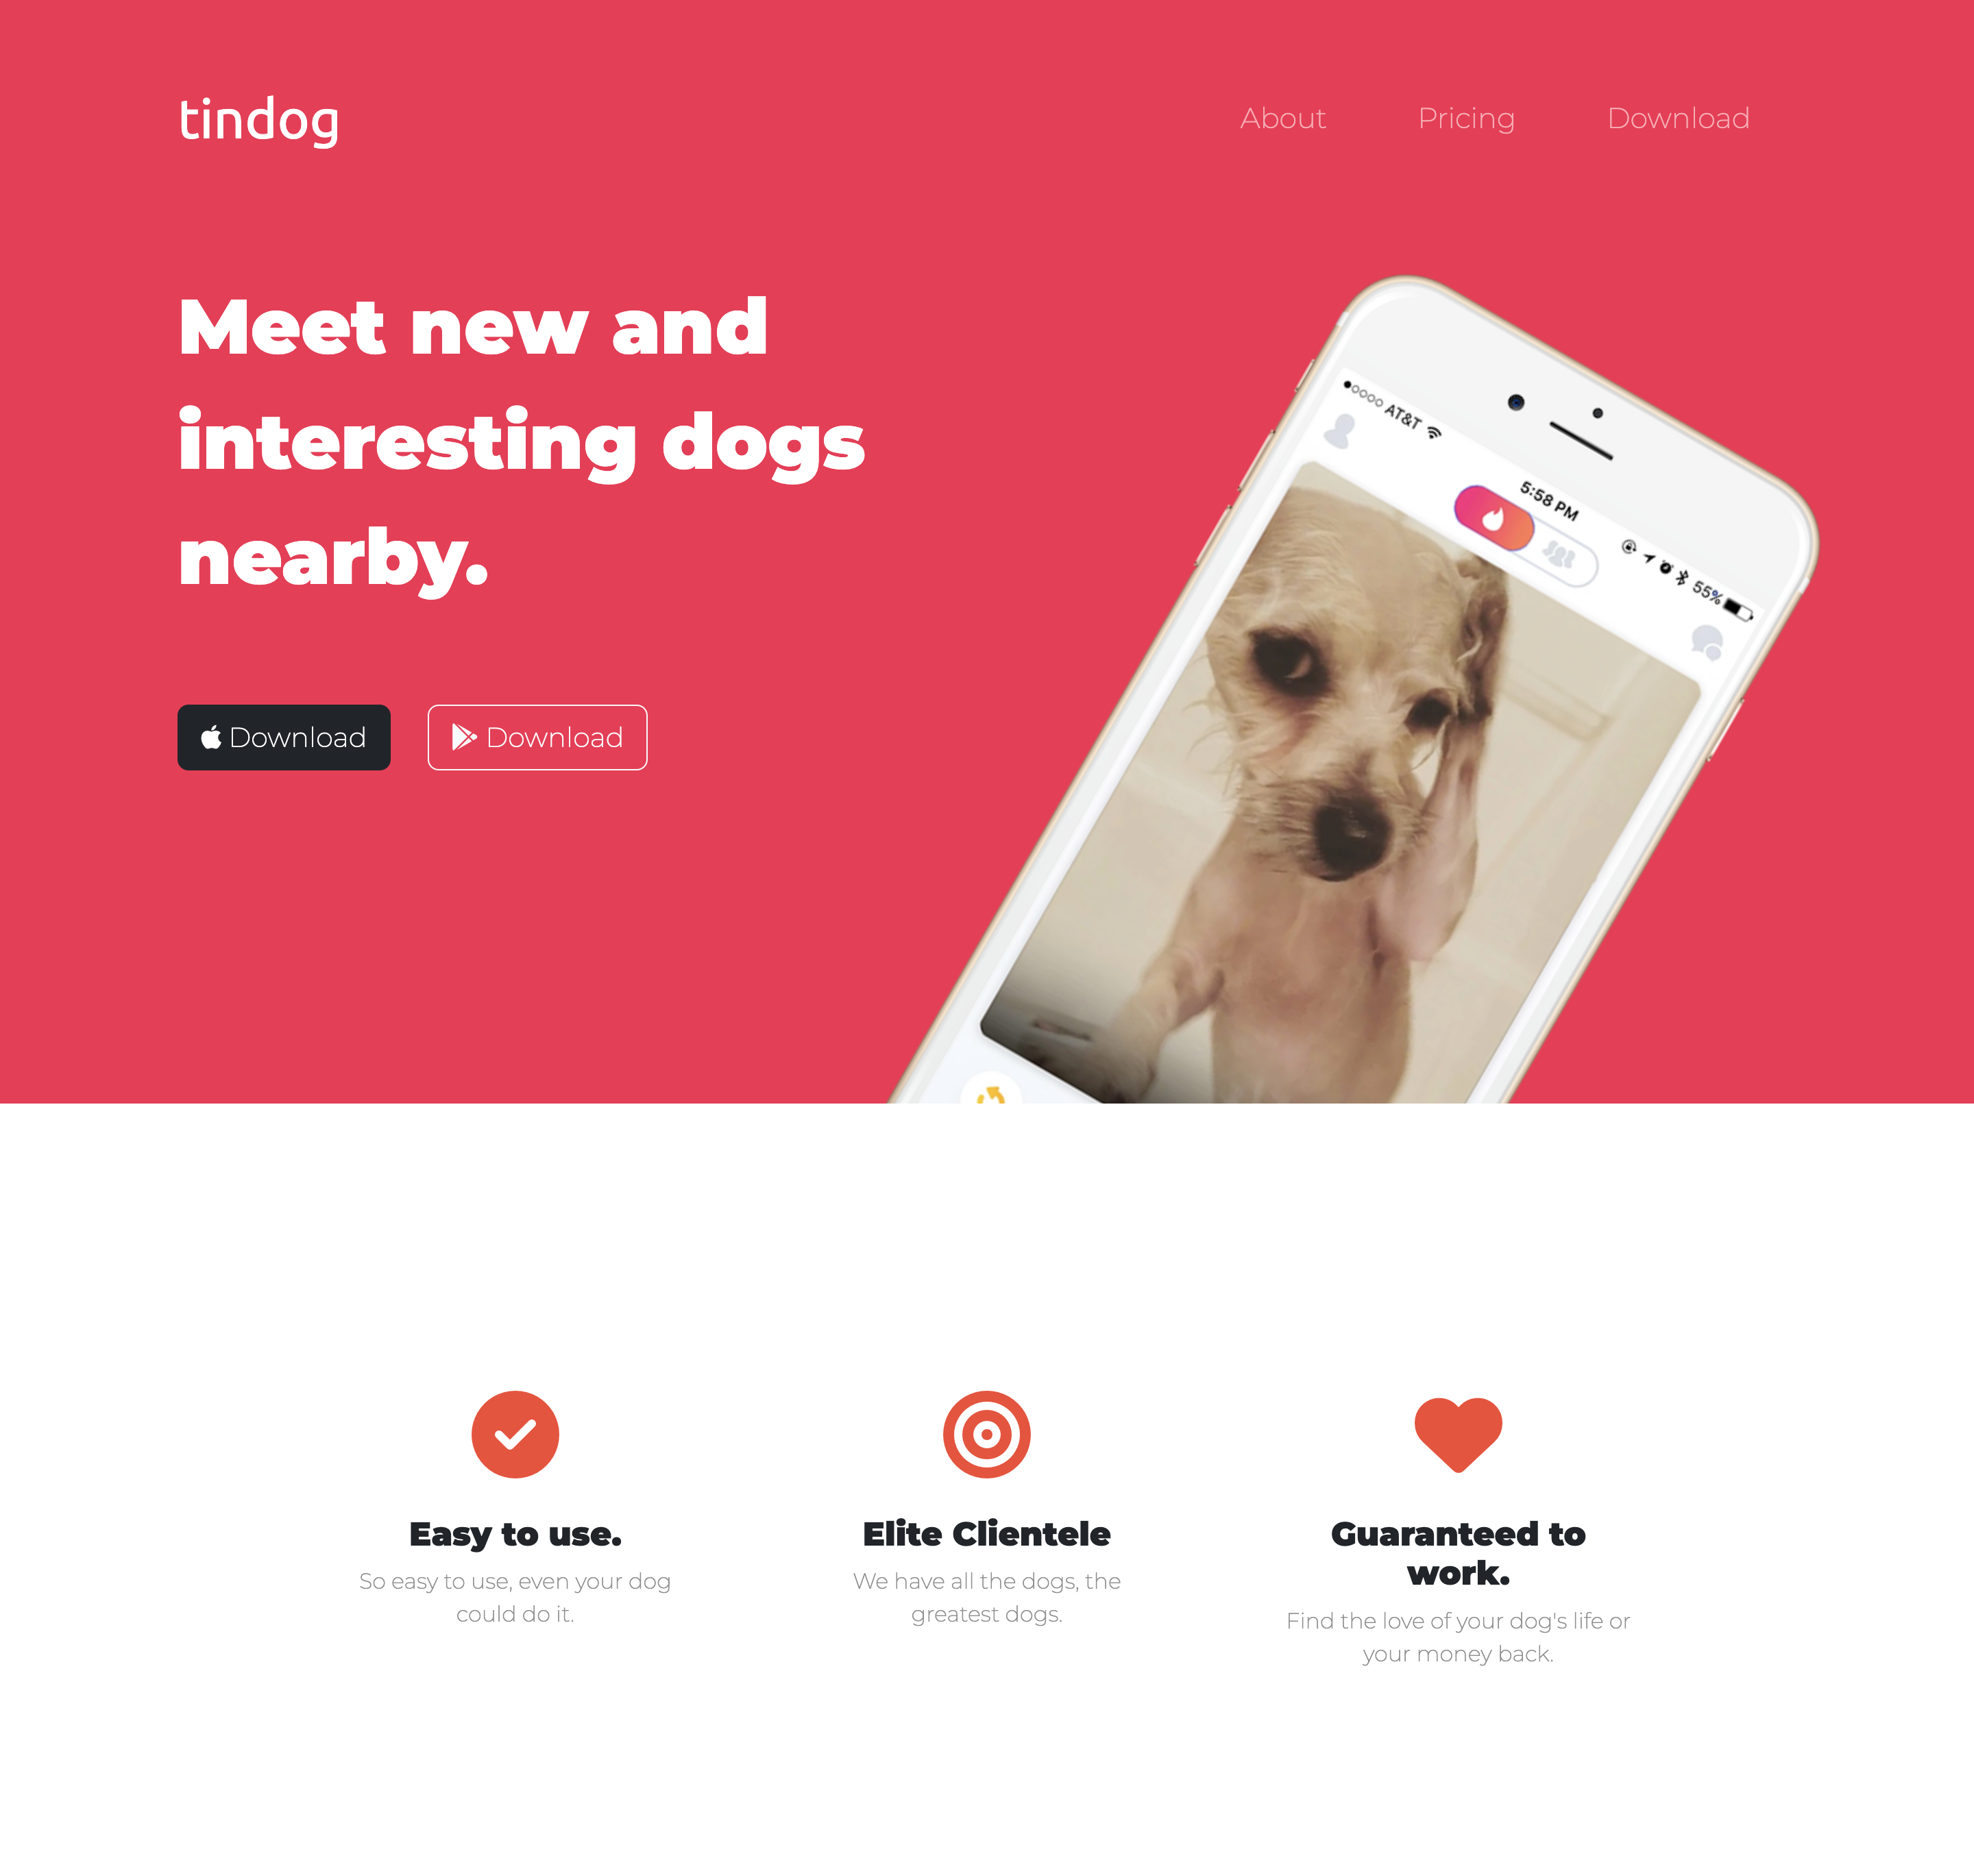 tindog
About Pricing Download
Meet new and
interesting dogs
nearby.
Download Download
AT&T
5:58 PM
55%
Easy to use.
So easy to use, even your dog
could do it.
Elite Clientele
We have all the dogs, the
greatest dogs.
Guaranteed to
work.
Find the love of your dog's life or
your money back.